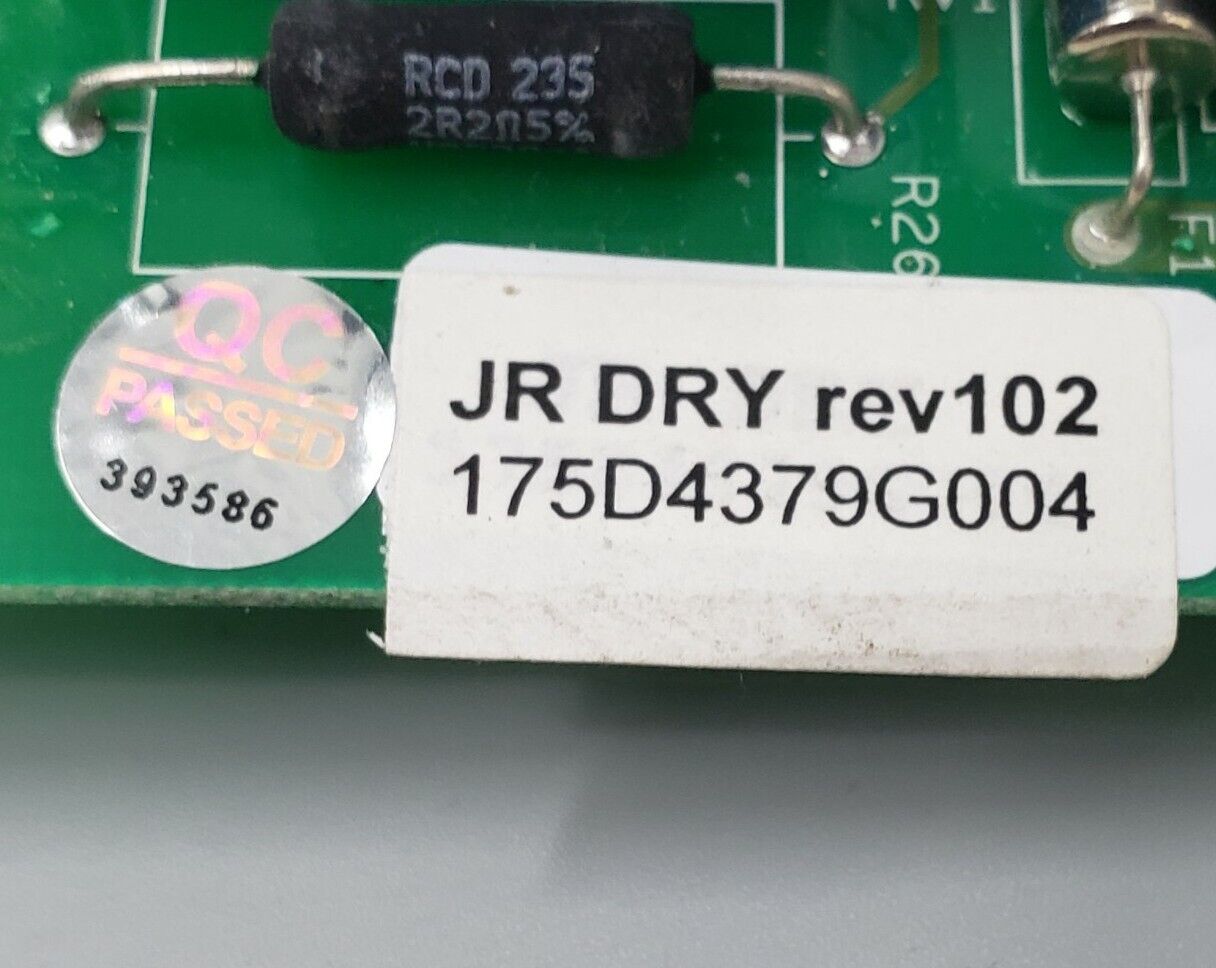 RCD 235
2R2Ω5%
R26
F1
QC
PASSED
393586
JR DRY rev102
175D4379G004